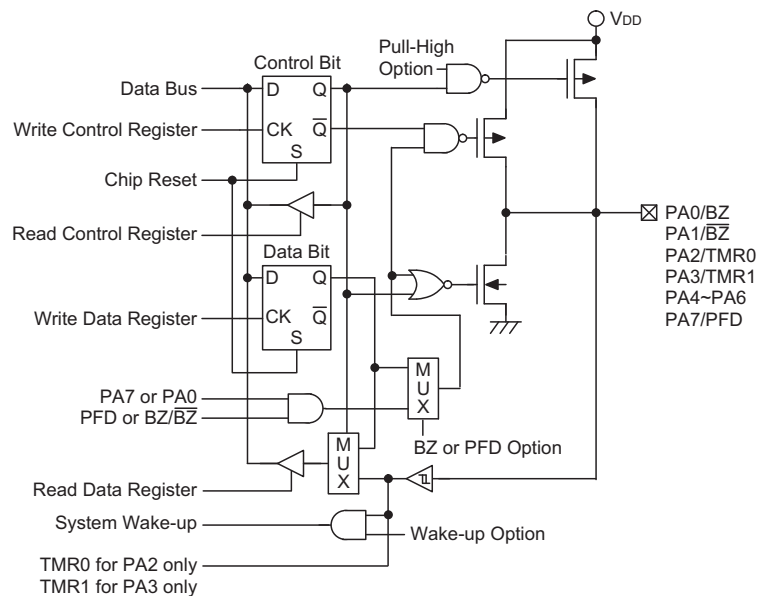 VDD
Pull-High
Option
Control Bit
Data Bus
D Q
Write Control Register
CK Q̅
S
Chip Reset
Read Control Register
Data Bit
D Q
Write Data Register
CK Q̅
S
PA0/BZ
PA1/B̅Z̅
PA2/TMR0
PA3/TMR1
PA4~PA6
PA7/PFD
PA7 or PA0
PFD or BZ/B̅Z̅
M
U
X
BZ or PFD Option
M
U
X
Read Data Register
System Wake-up
Wake-up Option
TMR0 for PA2 only
TMR1 for PA3 only